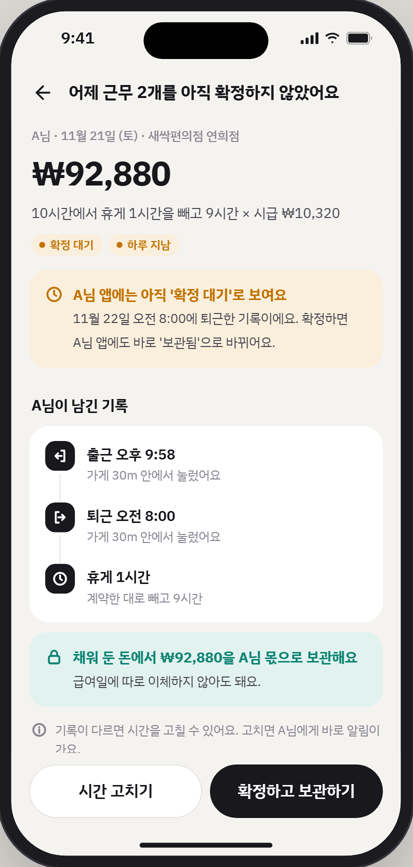 9:41
어제 근무 2개를 아직 확정하지 않았어요
A님 · 11월 21일 (토) · 새싹편의점 연희점
₩92,880
10시간에서 휴게 1시간을 빼고 9시간 × 시급 ₩10,320
확정 대기
하루 지남
A님 앱에는 아직 '확정 대기'로 보여요
11월 22일 오전 8:00에 퇴근한 기록이에요. 확정하면
A님 앱에도 바로 '보관됨'으로 바뀌어요.
A님이 남긴 기록
출근 오후 9:58
가게 30m 안에서 눌렀어요
퇴근 오전 8:00
가게 30m 안에서 눌렀어요
휴게 1시간
계약한 대로 빼고 9시간
채워 둔 돈에서 ₩92,880을 A님 몫으로 보관해요
급여일에 따로 이체하지 않아도 돼요.
기록이 다르면 시간을 고칠 수 있어요. 고치면 A님에게 바로 알림이
가요.
시간 고치기
확정하고 보관하기